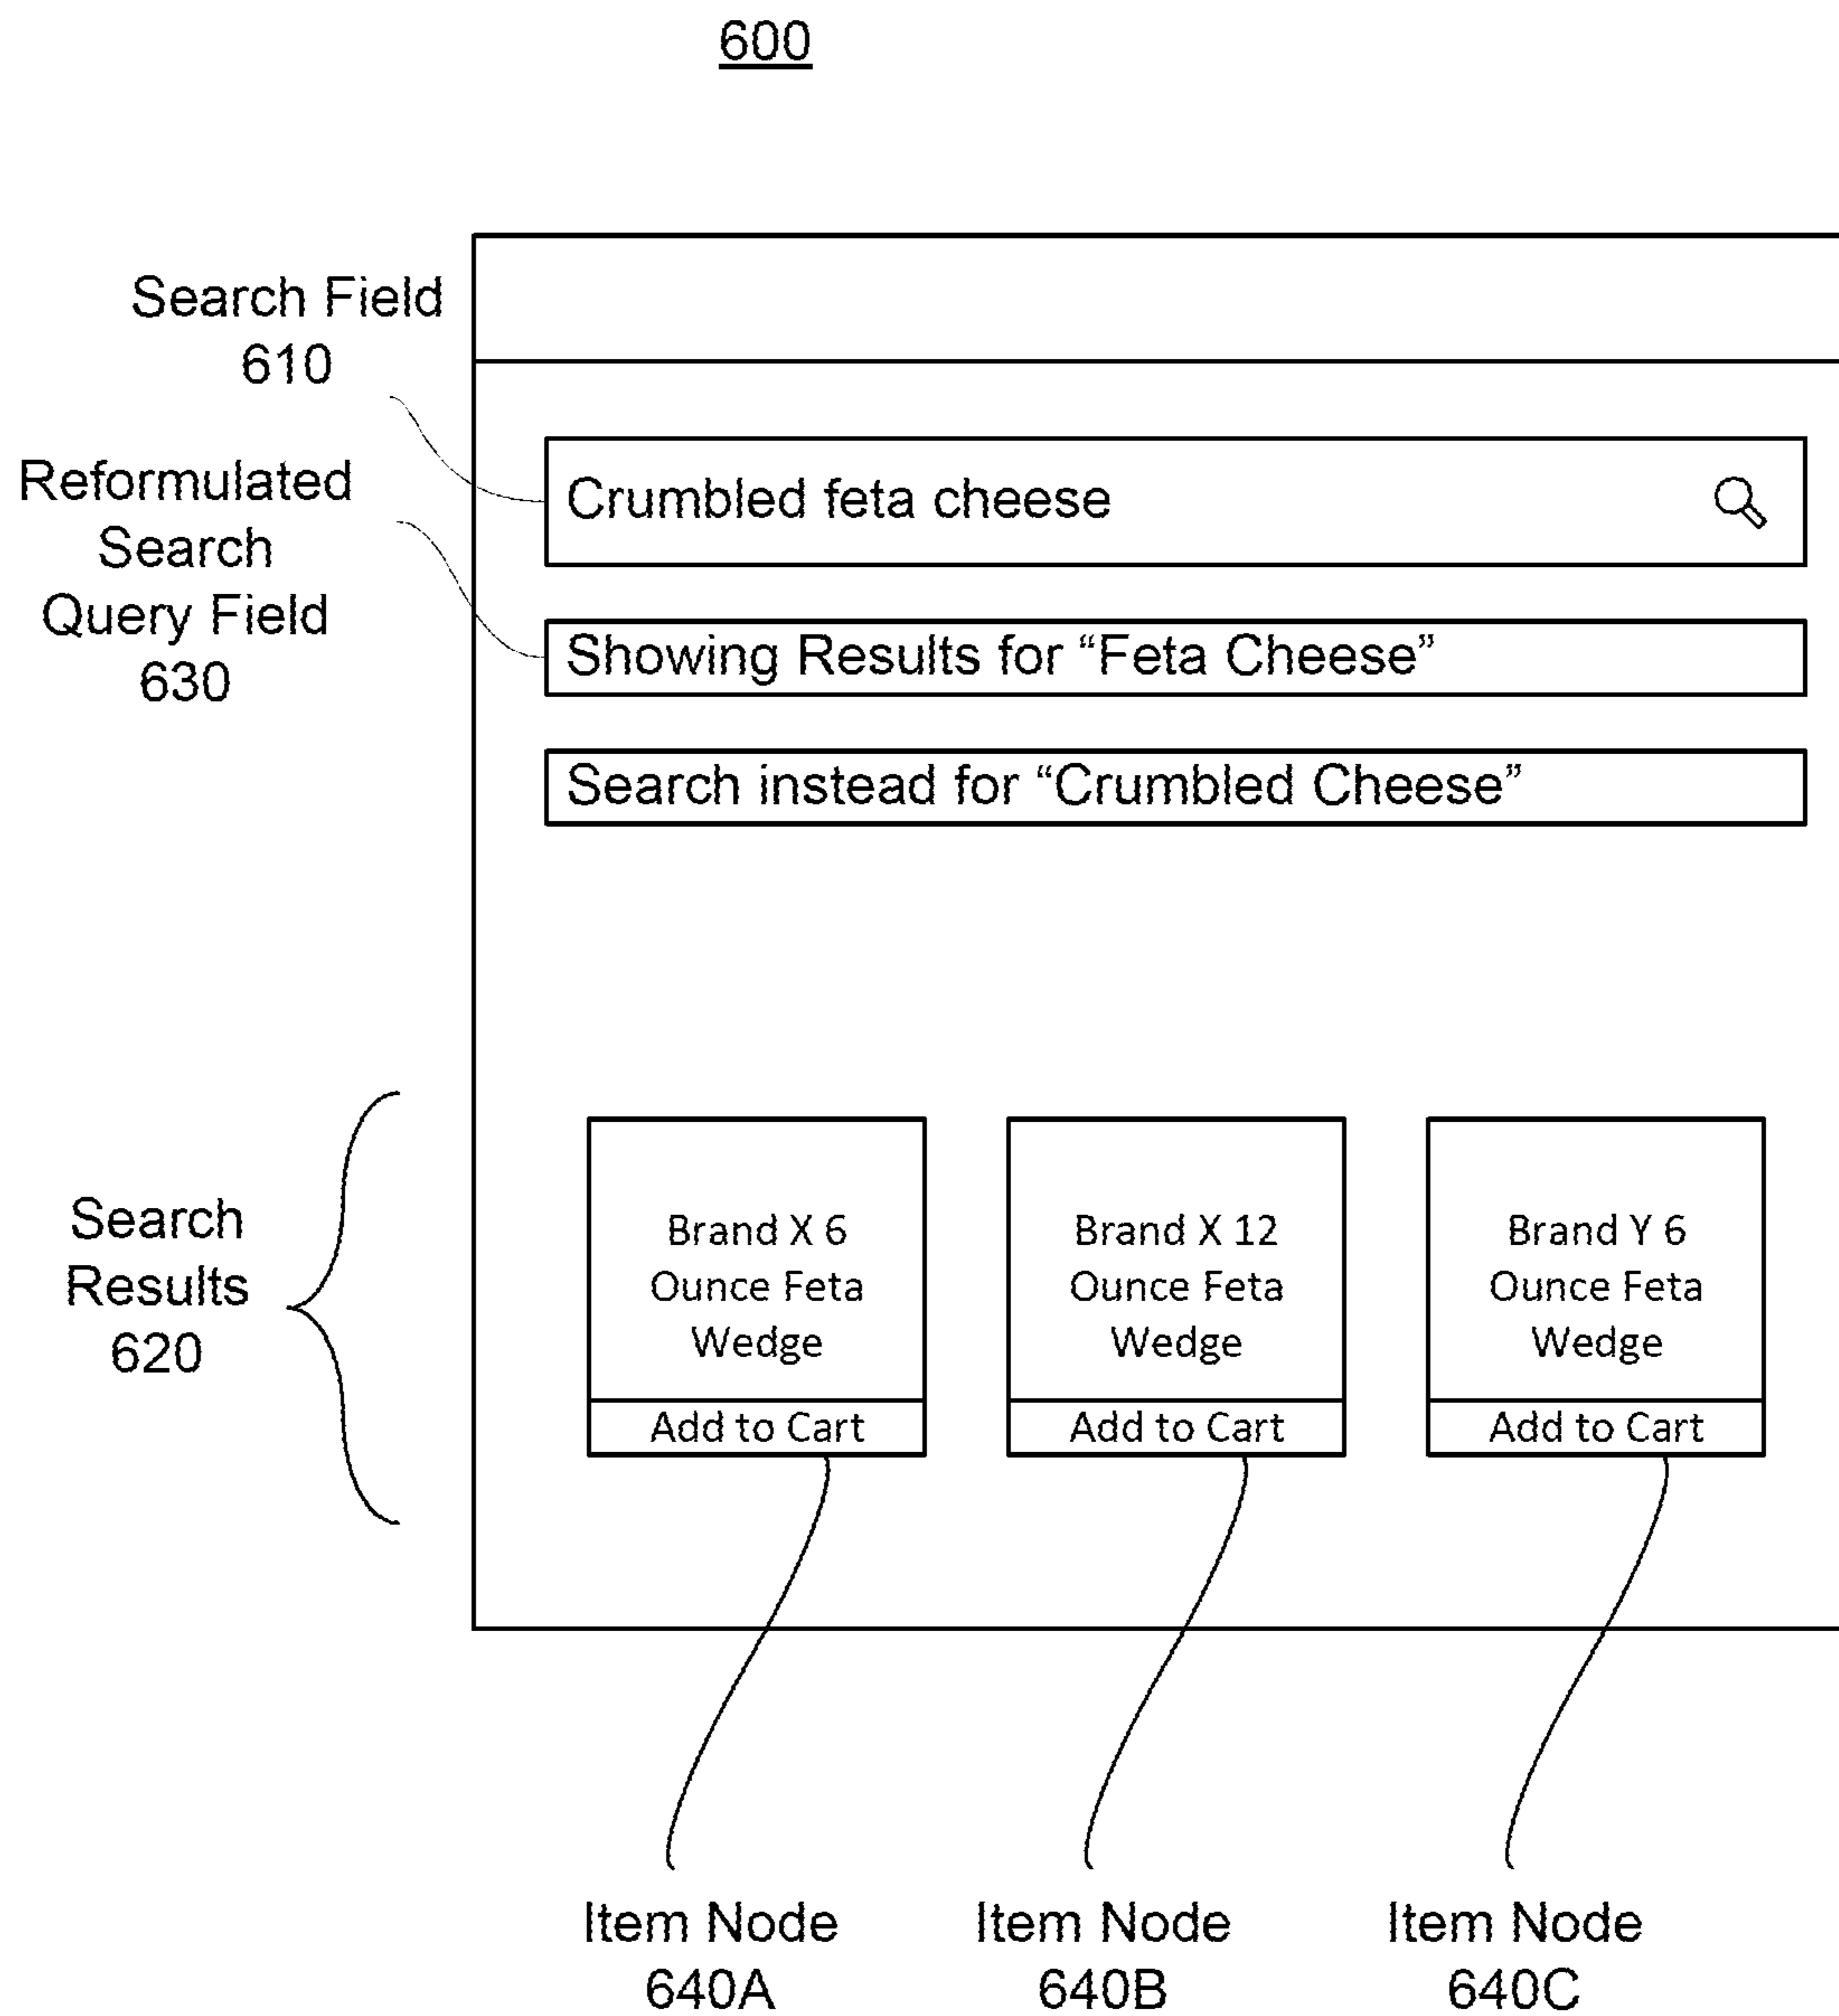 600
Search Field
610
Reformulated
Search
Query Field
630
Crumbled feta cheese
Showing Results for “Feta Cheese”
Search instead for “Crumbled Cheese”
Search
Results
620
Brand X 6
Ounce Feta
Wedge
Add to Cart
Brand X 12
Ounce Feta
Wedge
Add to Cart
Brand Y 6
Ounce Feta
Wedge
Add to Cart
Item Node
640A
Item Node
640B
Item Node
640C